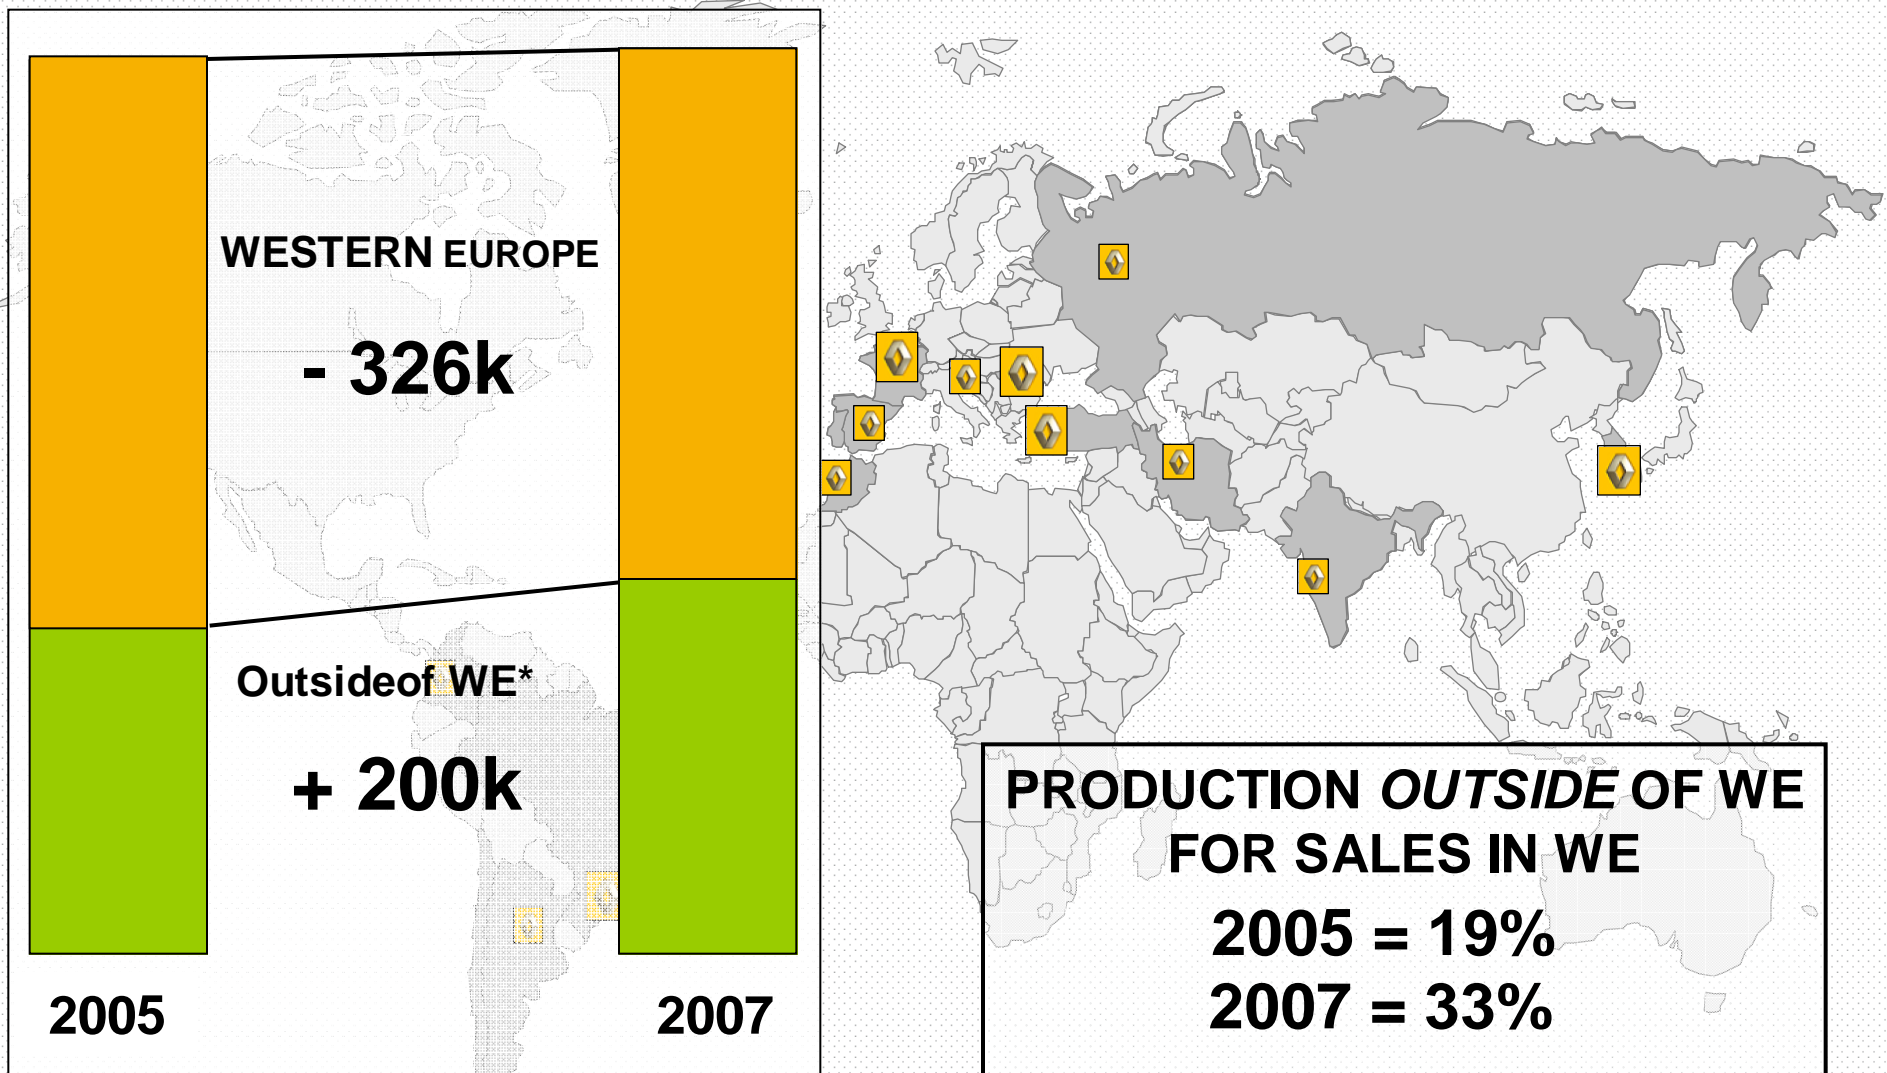 WESTERN EUROPE
- 326k
Outsideof WE*
+ 200k
2005
2007
PRODUCTION OUTSIDE OF WE
FOR SALES IN WE
2005 = 19%
2007 = 33%